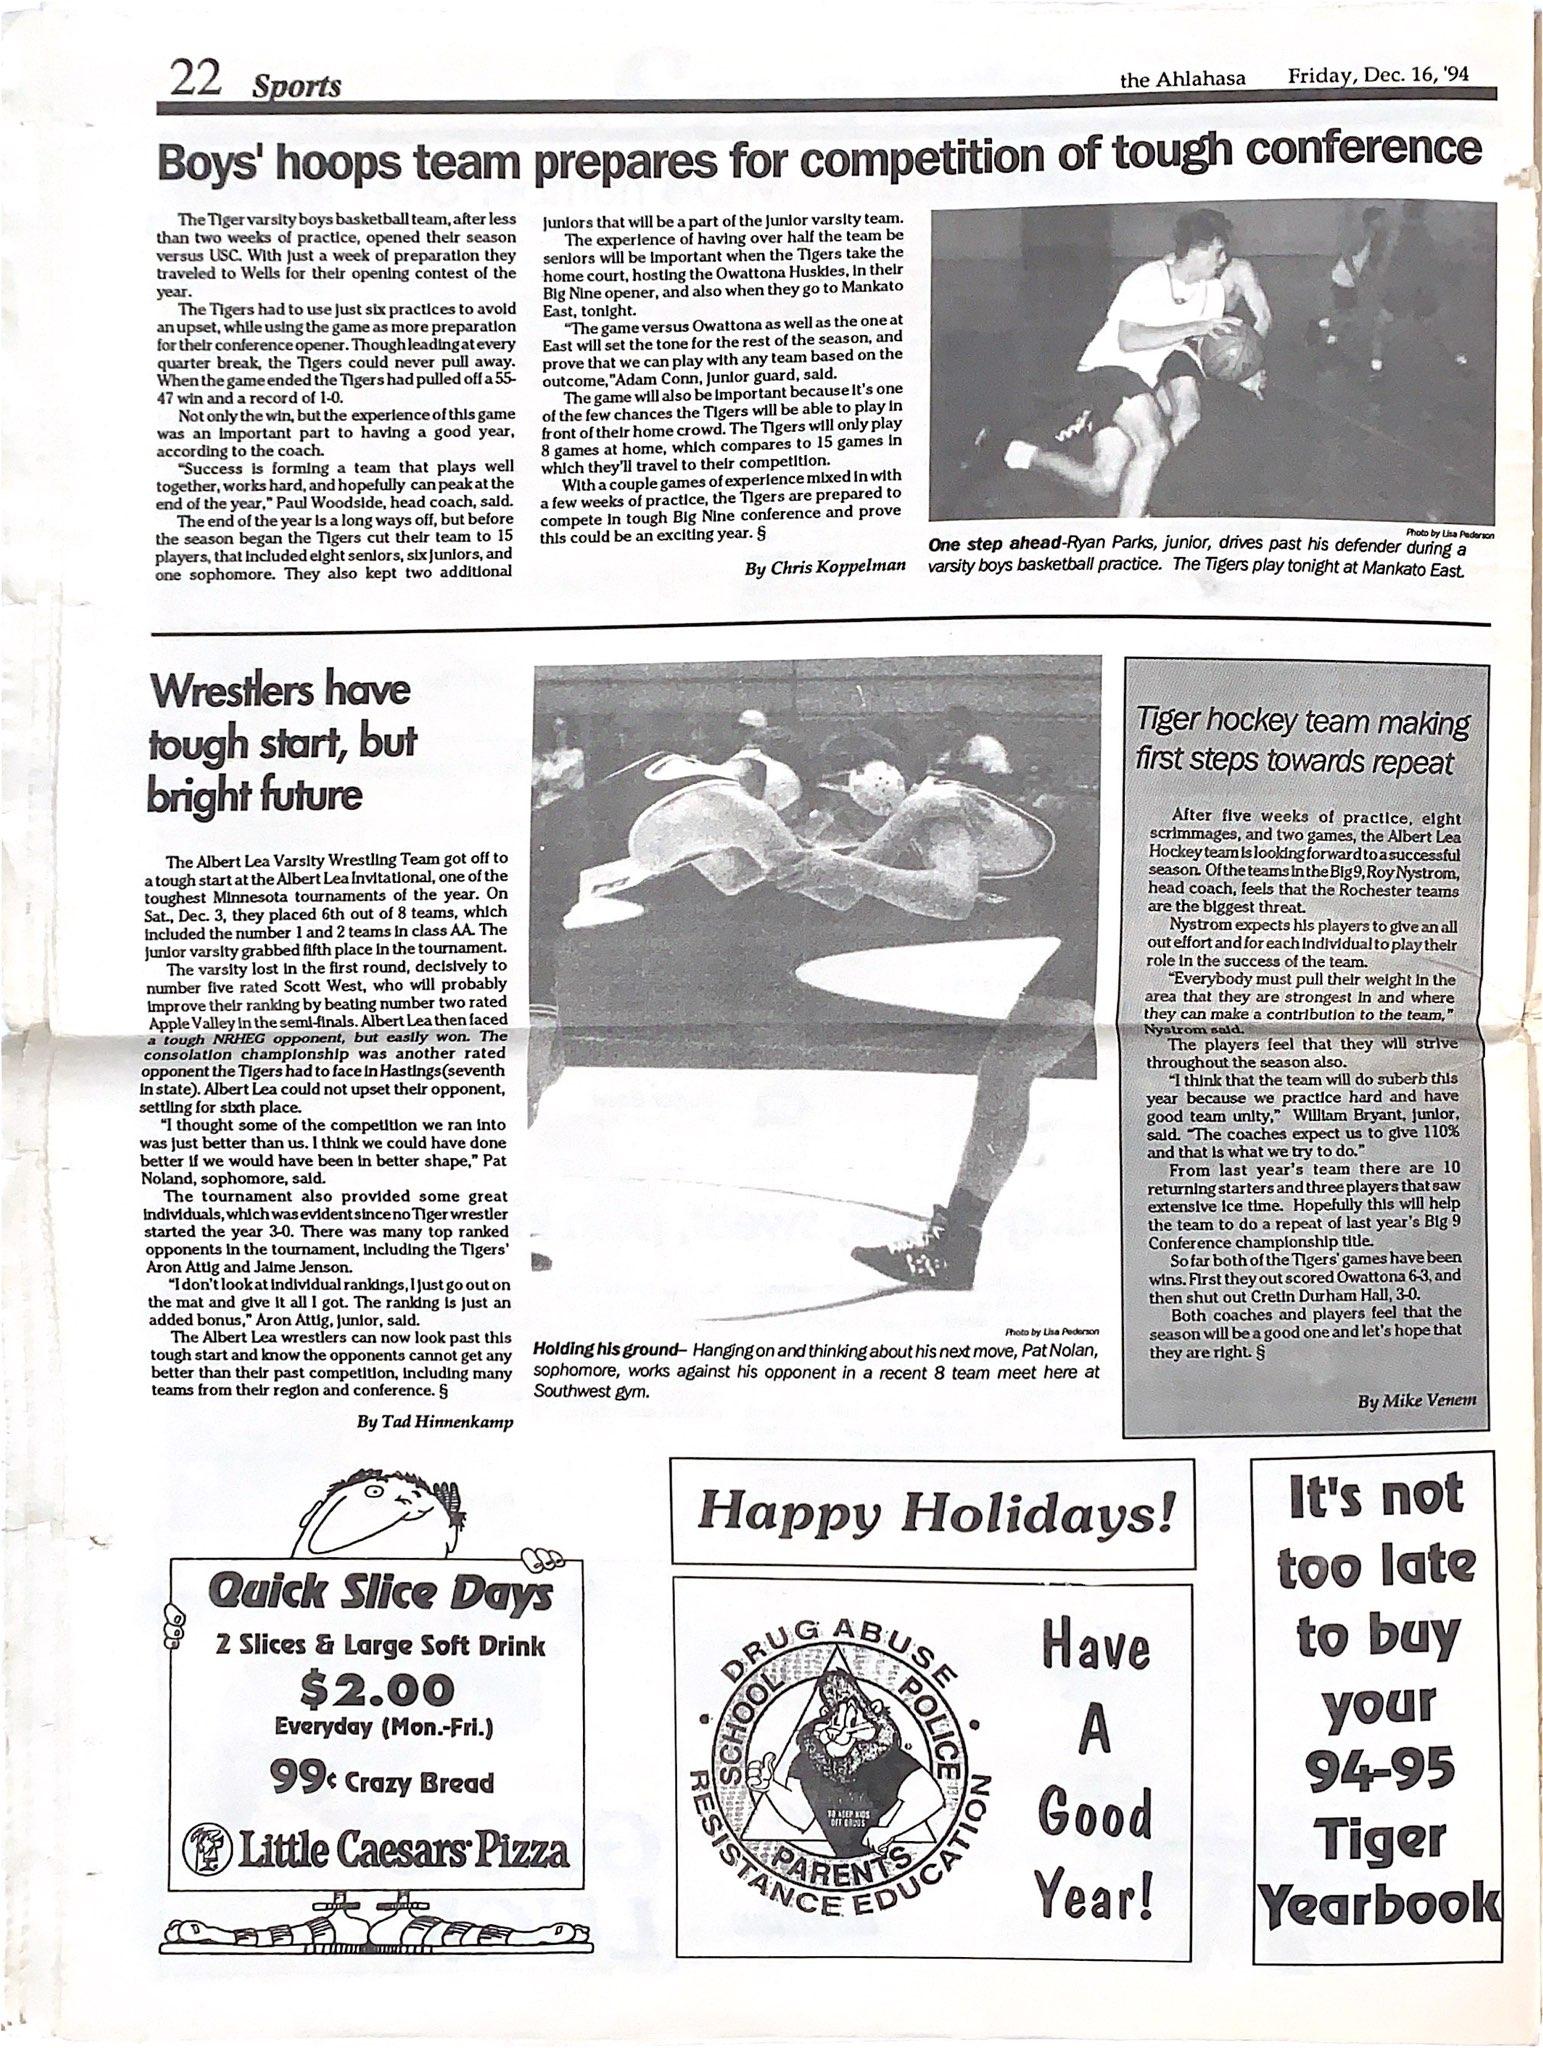 22 Sports
the Ahlahasa Friday, Dec. 16, '94
Boys' hoops team prepares for competition of tough conference
The Tiger varsity boys basketball team, after less
than two weeks of practice, opened their season
versus USC. With just a week of preparation they
traveled to Wells for their opening contest of the
year.
The Tigers had to use just six practices to avoid
an upset, while using the game as more preparation
for their conference opener. Though leading at every
quarter break, the Tigers could never pull away.
When the game ended the Tigers had pulled off a 55-
47 win and a record of 1-0.
Not only the win, but the experience of this game
was an important part to having a good year,
according to the coach.
"Success is forming a team that plays well
together, works hard, and hopefully can peak at the
end of the year," Paul Woodside, head coach, said.
The end of the year is a long ways off, but before
the season began the Tigers cut their team to 15
players, that included eight seniors, six juniors, and
one sophomore. They also kept two additional
juniors that will be a part of the junior varsity team.
The experience of having over half the team be
seniors will be important when the Tigers take the
home court, hosting the Owattona Huskies, in their
Big Nine opener, and also when they go to Mankato
East, tonight.
"The game versus Owattona as well as the one at
East will set the tone for the rest of the season, and
prove that we can play with any team based on the
outcome,"Adam Conn, junior guard, said.
The game will also be important because it's one
of the few chances the Tigers will be able to play in
front of their home crowd. The Tigers will only play
8 games at home, which compares to 15 games in
which they'll travel to their competition.
With a couple games of experience mixed in with
a few weeks of practice, the Tigers are prepared to
compete in tough Big Nine conference and prove
this could be an exciting year. §
By Chris Koppelman
Photo by Lisa Pederson
One step ahead-Ryan Parks, junior, drives past his defender during a
varsity boys basketball practice. The Tigers play tonight at Mankato East.
Wrestlers have
tough start, but
bright future
The Albert Lea Varsity Wrestling Team got off to
a tough start at the Albert Lea Invitational, one of the
toughest Minnesota tournaments of the year. On
Sat., Dec. 3, they placed 6th out of 8 teams, which
included the number 1 and 2 teams in class AA. The
junior varsity grabbed fifth place in the tournament.
The varsity lost in the first round, decisively to
number five rated Scott West, who will probably
improve their ranking by beating number two rated
Apple Valley in the semi-finals. Albert Lea then faced
a tough NRHEG opponent, but easily won. The
consolation championship was another rated
opponent the Tigers had to face in Hastings(seventh
in state). Albert Lea could not upset their opponent,
settling for sixth place.
"I thought some of the competition we ran into
was just better than us. I think we could have done
better if we would have been in better shape," Pat
Noland, sophomore, said.
The tournament also provided some great
individuals, which was evident since no Tiger wrestler
started the year 3-0. There was many top ranked
opponents in the tournament, including the Tigers'
Aron Attig and Jaime Jenson.
"I don't look at individual rankings, I just go out on
the mat and give it all I got. The ranking is just an
added bonus," Aron Attig, junior, said.
The Albert Lea wrestlers can now look past this
tough start and know the opponents cannot get any
better than their past competition, including many
teams from their region and conference. §
By Tad Hinnenkamp
Photo by Lisa Pederson
Holding his ground– Hanging on and thinking about his next move, Pat Nolan,
sophomore, works against his opponent in a recent 8 team meet here at
Southwest gym.
Tiger hockey team making
first steps towards repeat
After five weeks of practice, eight
scrimmages, and two games, the Albert Lea
Hockey team is looking forward to a successful
season. Of the teams in the Big 9, Roy Nystrom,
head coach, feels that the Rochester teams
are the biggest threat.
Nystrom expects his players to give an all
out effort and for each individual to play their
role in the success of the team.
"Everybody must pull their weight in the
area that they are strongest in and where
they can make a contribution to the team,"
Nystrom said.
The players feel that they will strive
throughout the season also.
"I think that the team will do suberb this
year because we practice hard and have
good team unity," William Bryant, junior,
said. "The coaches expect us to give 110%
and that is what we try to do."
From last year's team there are 10
returning starters and three players that saw
extensive ice time. Hopefully this will help
the team to do a repeat of last year's Big 9
Conference championship title.
So far both of the Tigers' games have been
wins. First they out scored Owattona 6-3, and
then shut out Cretin Durham Hall, 3-0.
Both coaches and players feel that the
season will be a good one and let's hope that
they are right. §
By Mike Venem
Quick Slice Days
2 Slices & Large Soft Drink
$2.00
Everyday (Mon.-Fri.)
99¢ Crazy Bread
Little Caesars Pizza
Happy Holidays!
DRUG ABUSE
RESISTANCE EDUCATION
SCHOOL POLICE
PARENTS
TO KEEP KIDS
OFF DRUGS
Have
A
Good
Year!
It's not
too late
to buy
your
94-95
Tiger
Yearbook